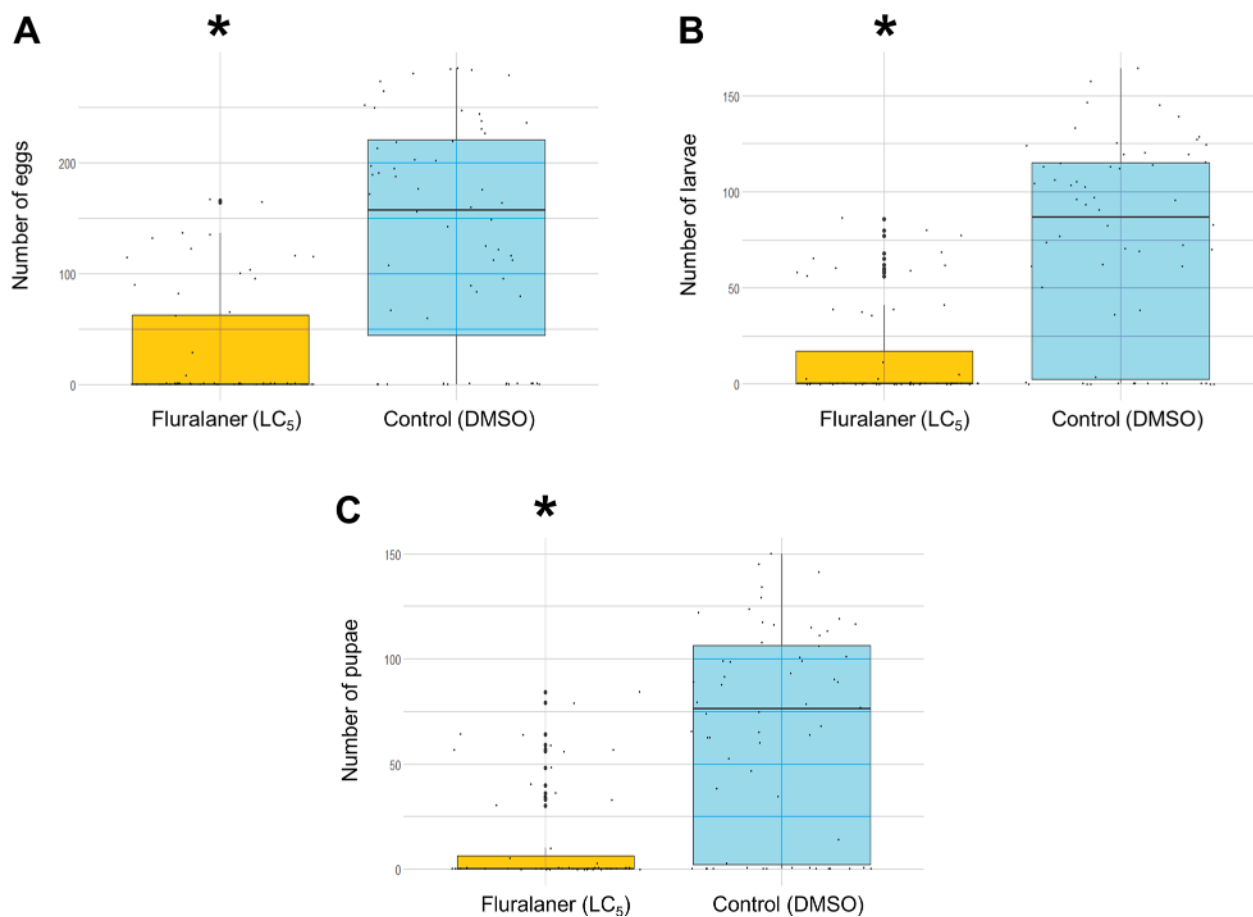 A
*
Number of eggs
200
100
0
Fluralaner (LC₅)
Control (DMSO)
B
*
Number of larvae
150
100
50
0
Fluralaner (LC₅)
Control (DMSO)
C
*
Number of pupae
150
100
50
0
Fluralaner (LC₅)
Control (DMSO)